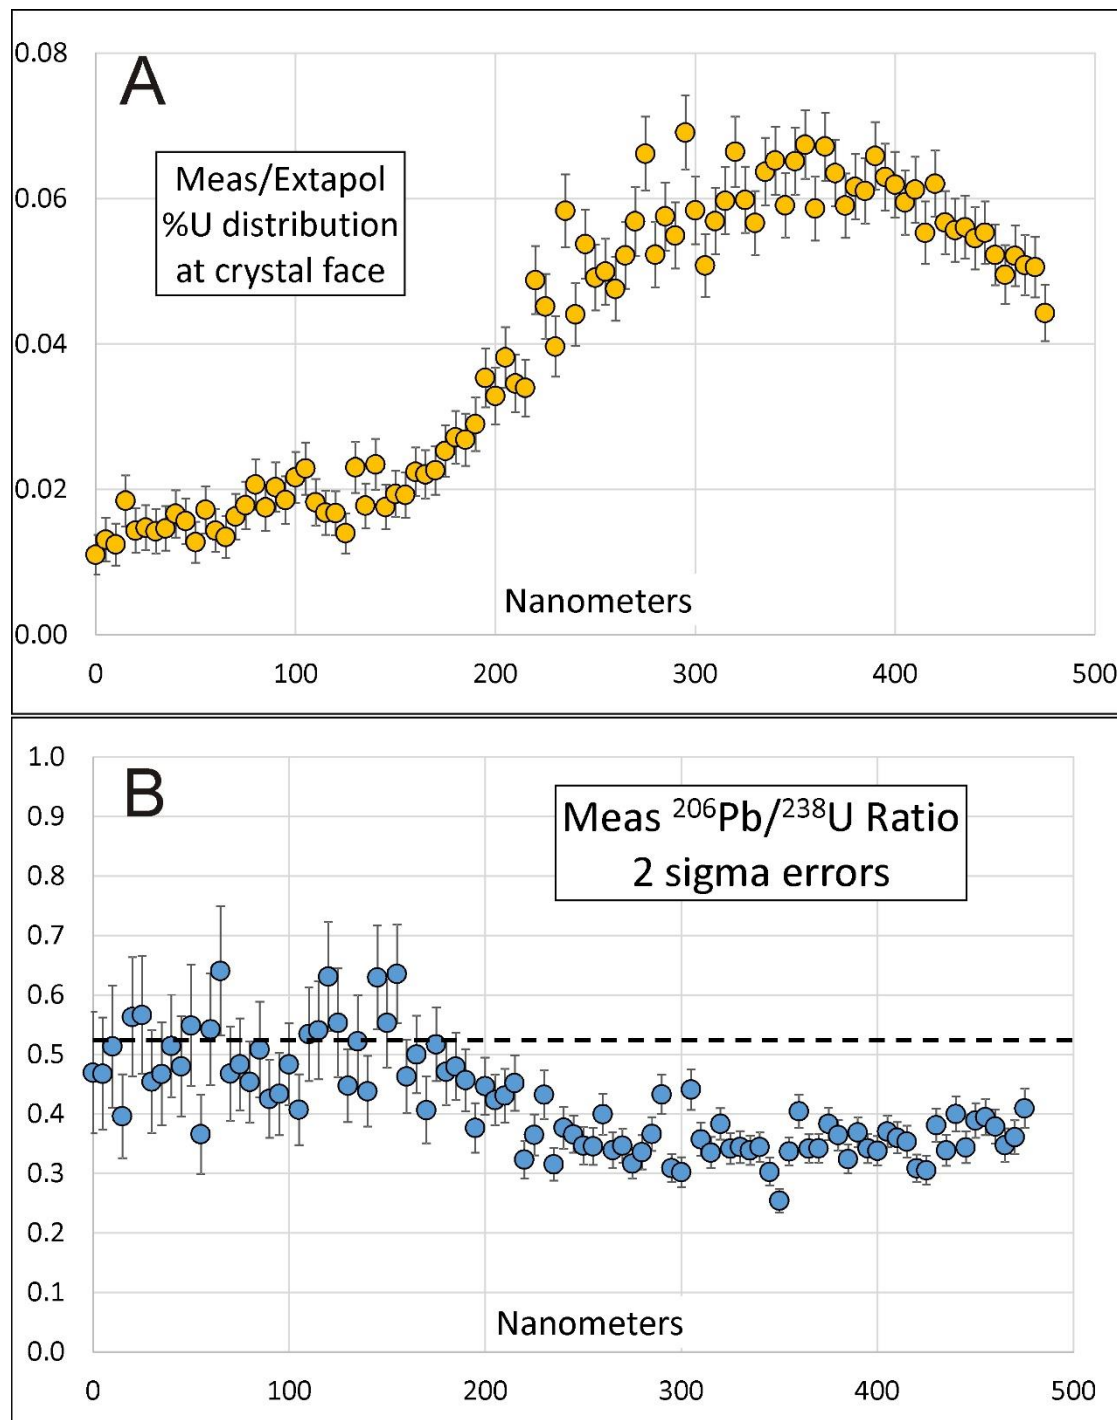 A
Meas/Extapol
%U distribution
at crystal face
0.08
0.06
0.04
0.02
0.00
Nanometers
0 100 200 300 400 500
B
Meas ²⁰⁶Pb/²³⁸U Ratio
2 sigma errors
1.0
0.9
0.8
0.7
0.6
0.5
0.4
0.3
0.2
0.1
0.0
Nanometers
0 100 200 300 400 500